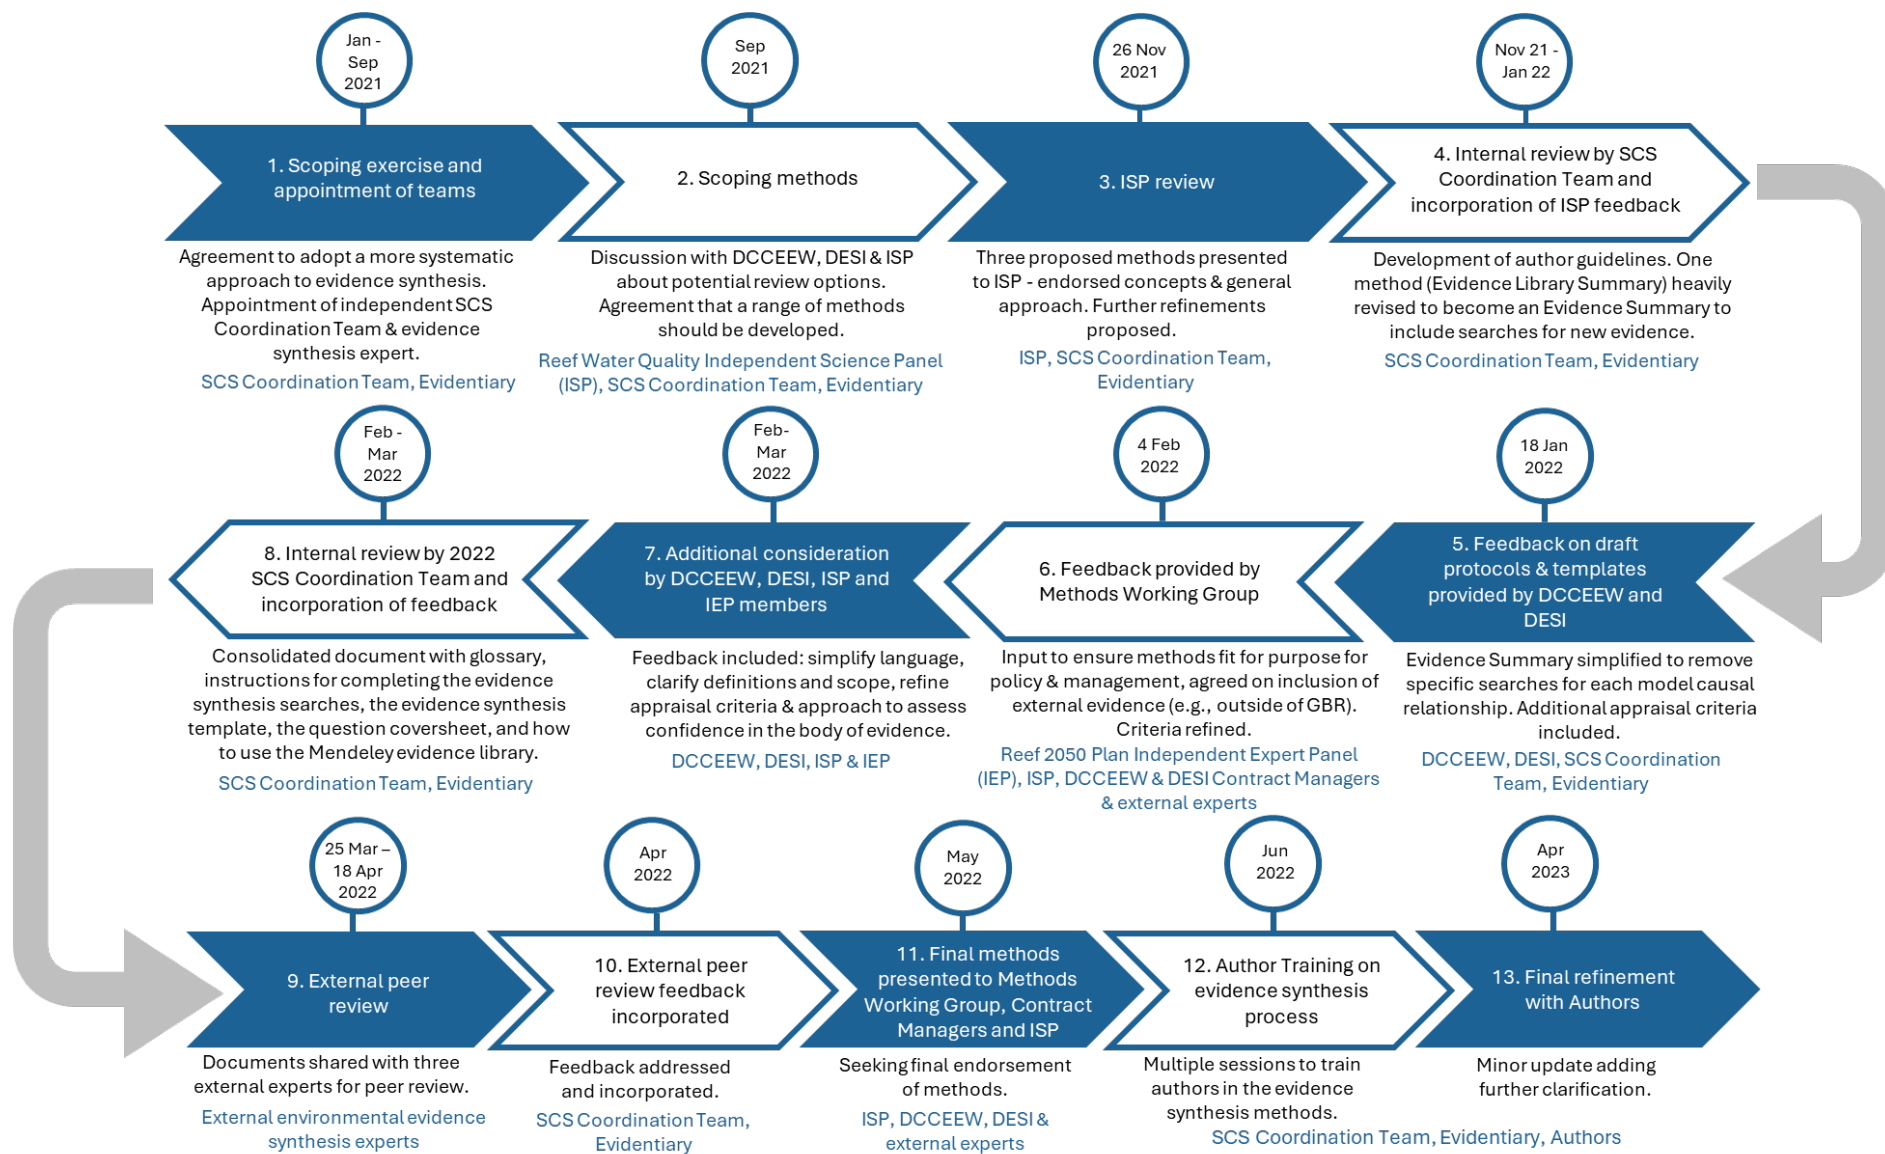 Jan -
Sep
2021
Sep
2021
26 Nov
2021
Nov 21 -
Jan 22
1. Scoping exercise and
appointment of teams
2. Scoping methods
3. ISP review
4. Internal review by SCS
Coordination Team and
incorporation of ISP feedback
Agreement to adopt a more systematic
approach to evidence synthesis.
Appointment of independent SCS
Coordination Team & evidence
synthesis expert.
SCS Coordination Team, Evidentiary
Discussion with DCCEEW, DESI & ISP
about potential review options.
Agreement that a range of methods
should be developed.
Reef Water Quality Independent Science Panel
(ISP), SCS Coordination Team, Evidentiary
Three proposed methods presented
to ISP - endorsed concepts & general
approach. Further refinements
proposed.
ISP, SCS Coordination Team,
Evidentiary
Development of author guidelines. One
method (Evidence Library Summary) heavily
revised to become an Evidence Summary to
include searches for new evidence.
SCS Coordination Team, Evidentiary
18 Jan
2022
5. Feedback on draft
protocols & templates
provided by DCCEEW and
DESI
Evidence Summary simplified to remove
specific searches for each model causal
relationship. Additional appraisal criteria
included.
DCCEEW, DESI, SCS Coordination
Team, Evidentiary
4 Feb
2022
6. Feedback provided by
Methods Working Group
Input to ensure methods fit for purpose for
policy & management, agreed on inclusion of
external evidence (e.g., outside of GBR).
Criteria refined.
Reef 2050 Plan Independent Expert Panel
(IEP), ISP, DCCEEW & DESI Contract Managers
& external experts
Feb-
Mar
2022
7. Additional consideration
by DCCEEW, DESI, ISP and
IEP members
Feedback included: simplify language,
clarify definitions and scope, refine
appraisal criteria & approach to assess
confidence in the body of evidence.
DCCEEW, DESI, ISP & IEP
Feb -
Mar
2022
8. Internal review by 2022
SCS Coordination Team and
incorporation of feedback
Consolidated document with glossary,
instructions for completing the evidence
synthesis searches, the evidence synthesis
template, the question coversheet, and how
to use the Mendeley evidence library.
SCS Coordination Team, Evidentiary
25 Mar –
18 Apr
2022
9. External peer
review
Documents shared with three
external experts for peer review.
External environmental evidence
synthesis experts
Apr
2022
10. External peer
review feedback
incorporated
Feedback addressed
and incorporated.
SCS Coordination Team,
Evidentiary
May
2022
11. Final methods
presented to Methods
Working Group, Contract
Managers and ISP
Seeking final endorsement
of methods.
ISP, DCCEEW, DESI &
external experts
Jun
2022
12. Author Training on
evidence synthesis
process
Multiple sessions to train
authors in the evidence
synthesis methods.
SCS Coordination Team, Evidentiary, Authors
Apr
2023
13. Final refinement
with Authors
Minor update adding
further clarification.